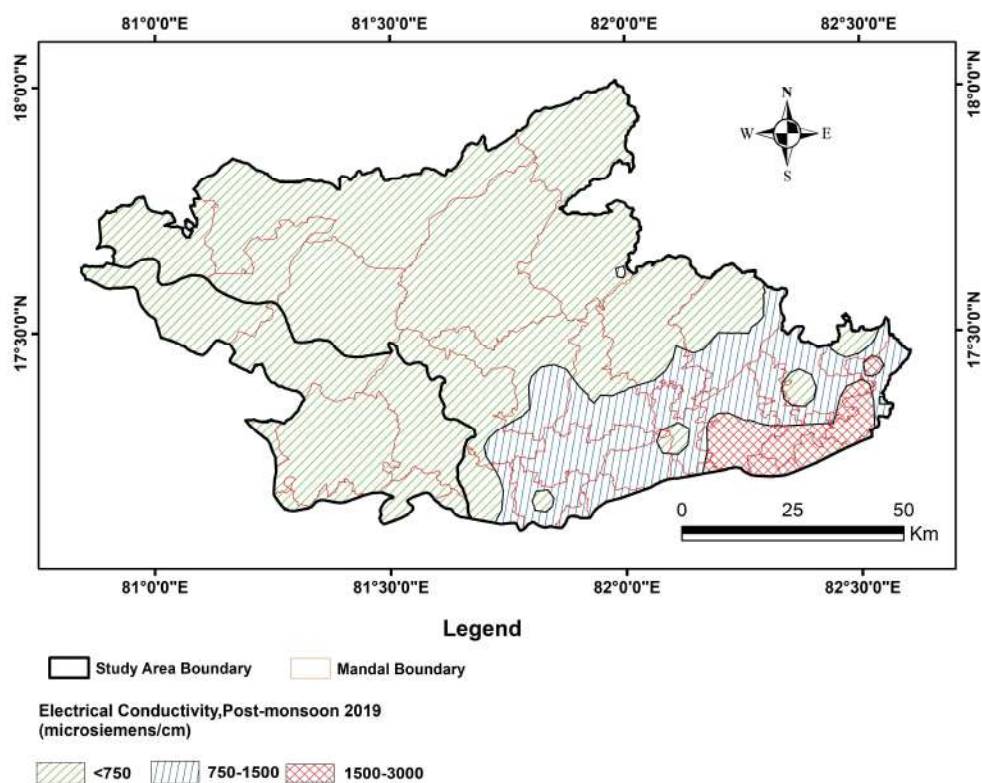 81°0'0"E 81°30'0"E 82°0'0"E 82°30'0"E
18°0'0"N 18°0'0"N
N
W E
S
17°30'0"N 17°30'0"N
0 25 50
Km
81°0'0"E 81°30'0"E 82°0'0"E 82°30'0"E
Legend
Study Area Boundary Mandal Boundary
Electrical Conductivity,Post-monsoon 2019
(microsiemens/cm)
<750 750-1500 1500-3000